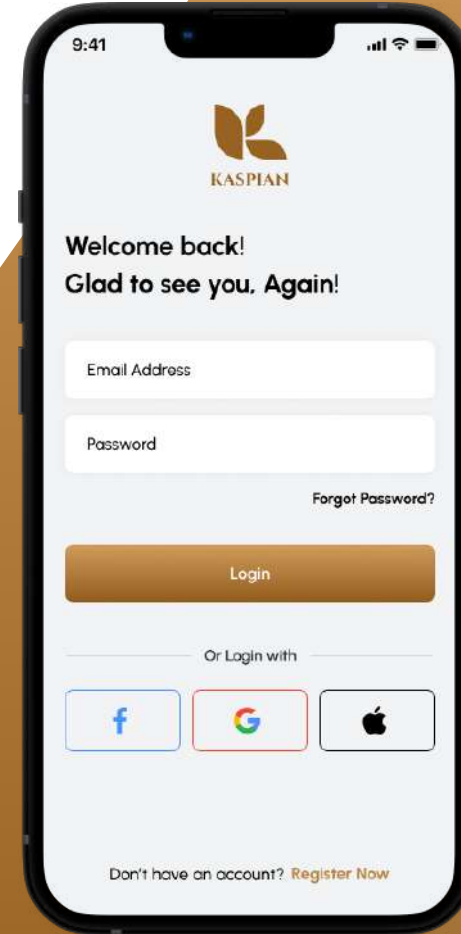 9:41
KASPIAN
Welcome back!
Glad to see you, Again!
Email Address
Password
Forgot Password?
Login
Or Login with
f
G
Don't have an account? Register Now